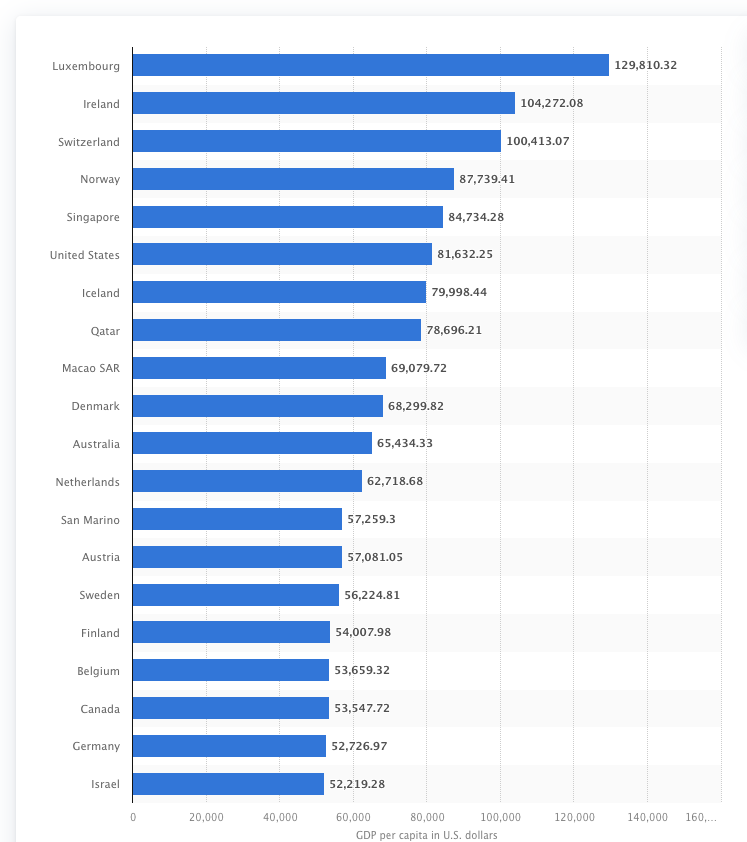 Luxembourg 129,810.32
Ireland 104,272.08
Switzerland 100,413.07
Norway 87,739.41
Singapore 84,734.28
United States 81,632.25
Iceland 79,998.44
Qatar 78,696.21
Macao SAR 69,079.72
Denmark 68,299.82
Australia 65,434.33
Netherlands 62,718.68
San Marino 57,259.3
Austria 57,081.05
Sweden 56,224.81
Finland 54,007.98
Belgium 53,659.32
Canada 53,547.72
Germany 52,726.97
Israel 52,219.28
0 20,000 40,000 60,000 80,000 100,000 120,000 140,000 160,...
GDP per capita in U.S. dollars